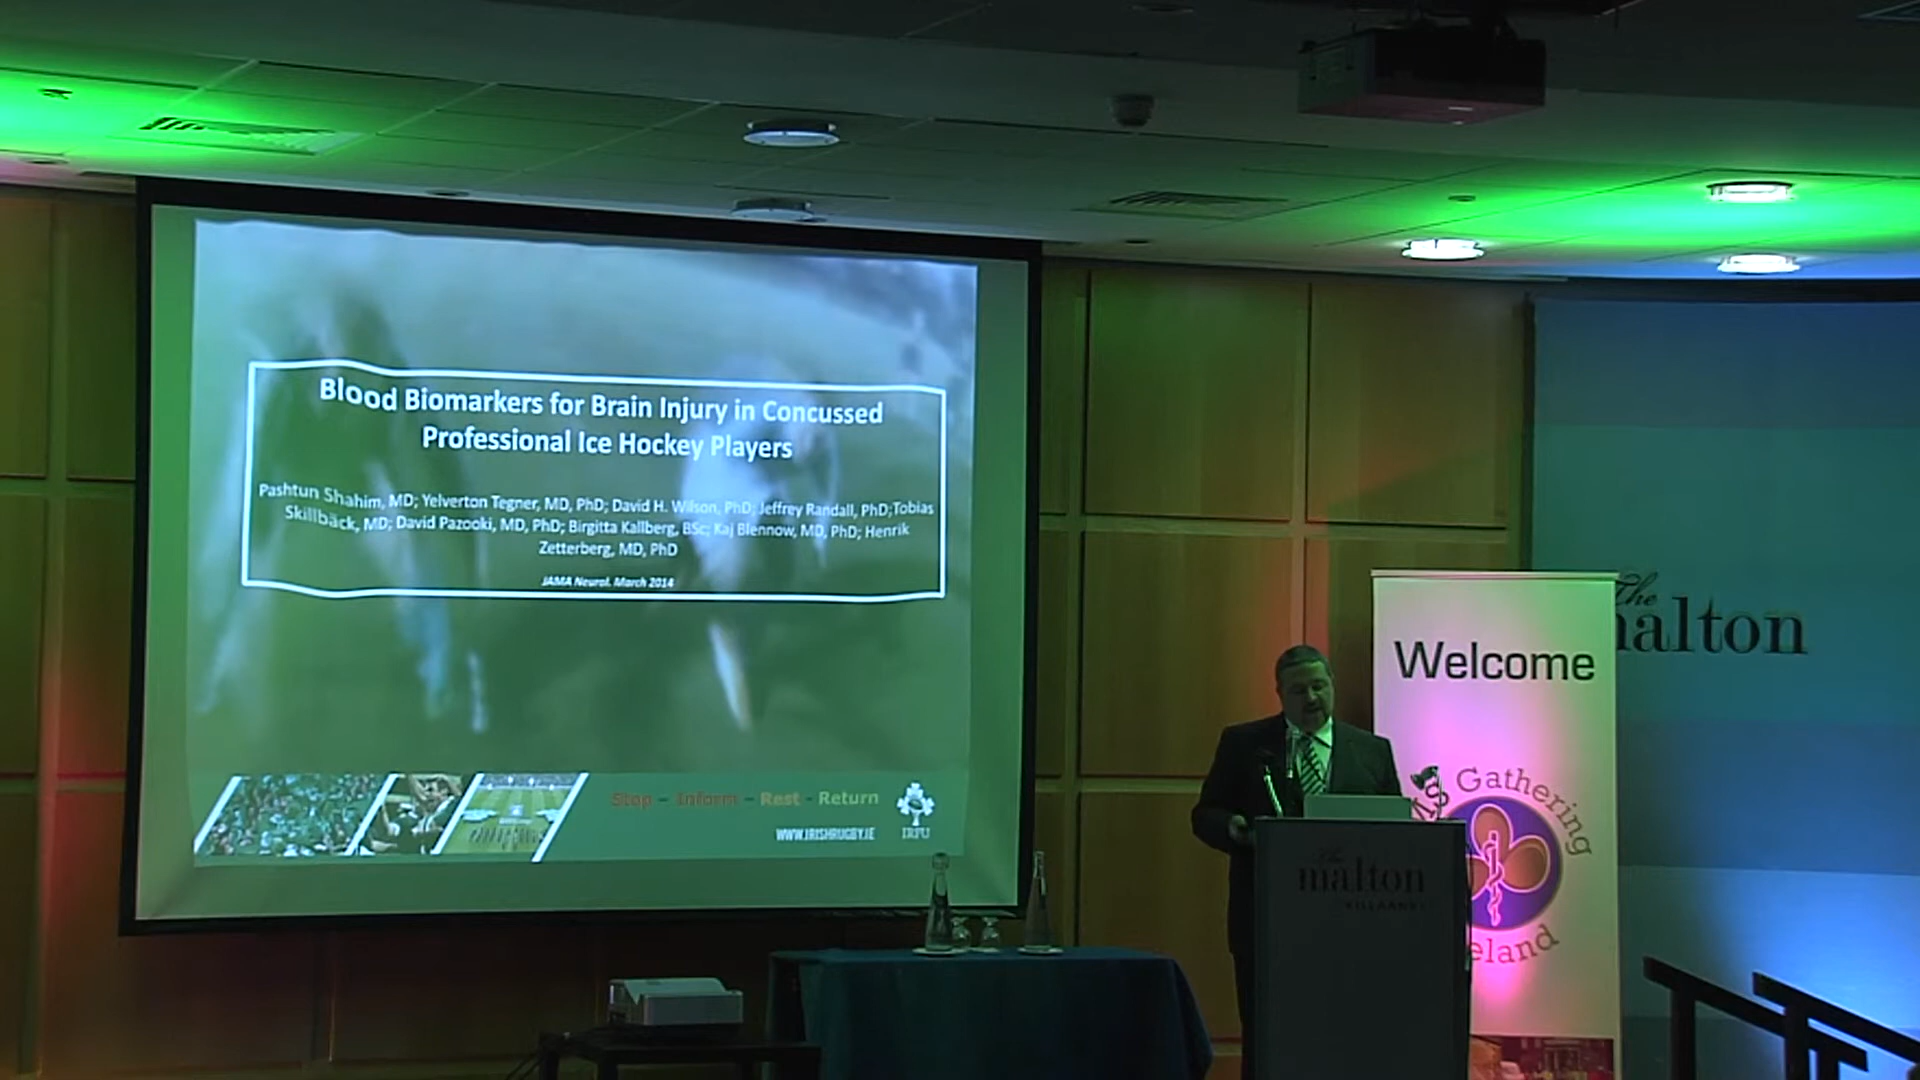 Blood Biomarkers for Brain Injury in Concussed
Professional Ice Hockey Players
Pashtun Shahim, MD; Yelverton Tegner, MD, PhD; David H. Wilson, PhD; Jeffrey Randall, PhD;Tobias
Skillbäck, MD; David Pazooki, MD, PhD; Birgitta Kallberg, BSc; Kaj Blennow, MD, PhD; Henrik
Zetterberg, MD, PhD
JAMA Neurol. March 2014
Stop – Inform – Rest - Return
WWW.IRISHRUGBY.IE
IRFU
The
malton
Welcome
MS Gathering
eland
The
malton
KILLARNEY